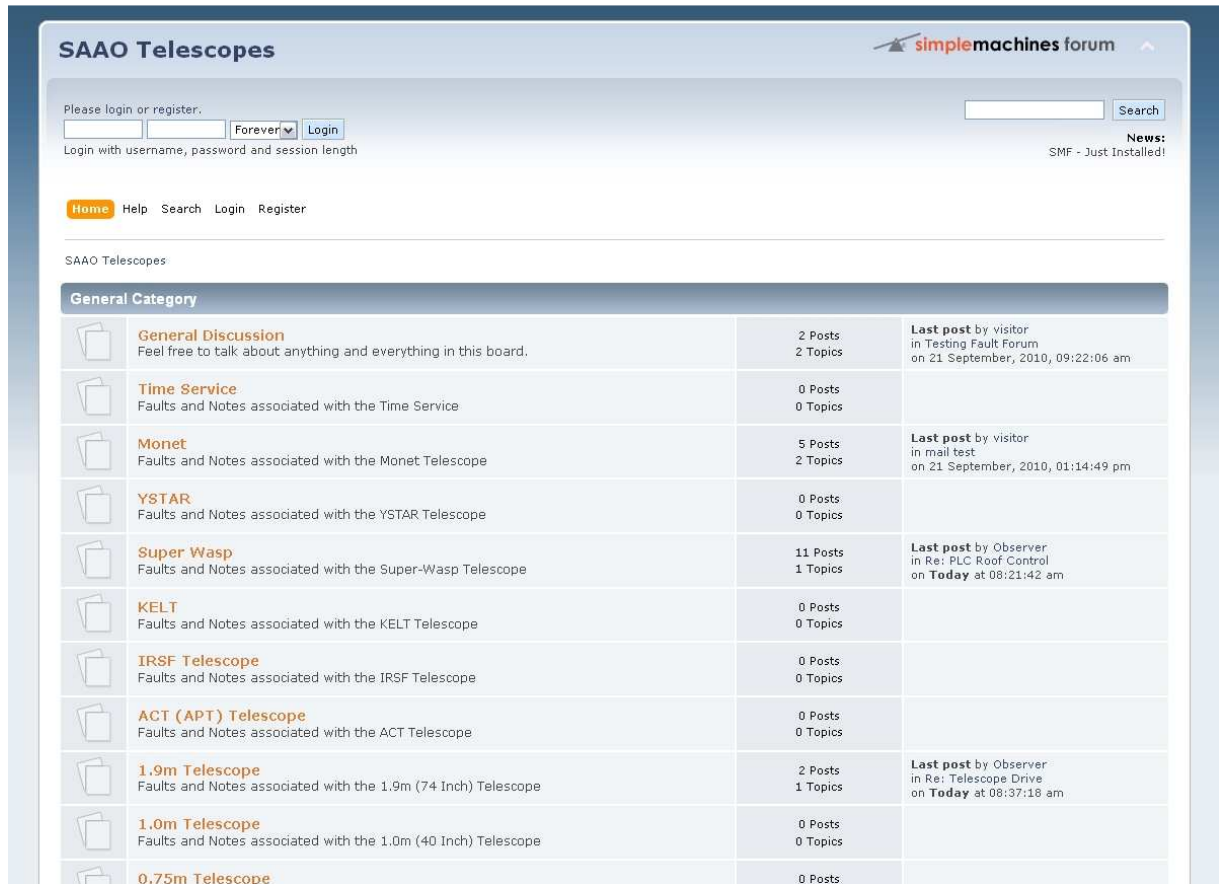 SAAO Telescopes
simplemachines forum
Please login or register.
Forever Login
Login with username, password and session length
Search
News:
SMF - Just Installed!
Home Help Search Login Register
SAAO Telescopes
General Category
General Discussion
Feel free to talk about anything and everything in this board.
2 Posts
2 Topics
Last post by visitor
in Testing Fault Forum
on 21 September, 2010, 09:22:06 am
Time Service
Faults and Notes associated with the Time Service
0 Posts
0 Topics
Monet
Faults and Notes associated with the Monet Telescope
5 Posts
2 Topics
Last post by visitor
in mail test
on 21 September, 2010, 01:14:49 pm
YSTAR
Faults and Notes associated with the YSTAR Telescope
0 Posts
0 Topics
Super Wasp
Faults and Notes associated with the Super-Wasp Telescope
11 Posts
1 Topics
Last post by Observer
in Re: PLC Roof Control
on Today at 08:21:42 am
KELT
Faults and Notes associated with the KELT Telescope
0 Posts
0 Topics
IRSF Telescope
Faults and Notes associated with the IRSF Telescope
0 Posts
0 Topics
ACT (APT) Telescope
Faults and Notes associated with the ACT Telescope
0 Posts
0 Topics
1.9m Telescope
Faults and Notes associated with the 1.9m (74 Inch) Telescope
2 Posts
1 Topics
Last post by Observer
in Re: Telescope Drive
on Today at 08:37:18 am
1.0m Telescope
Faults and Notes associated with the 1.0m (40 Inch) Telescope
0 Posts
0 Topics
0.75m Telescope
0 Posts